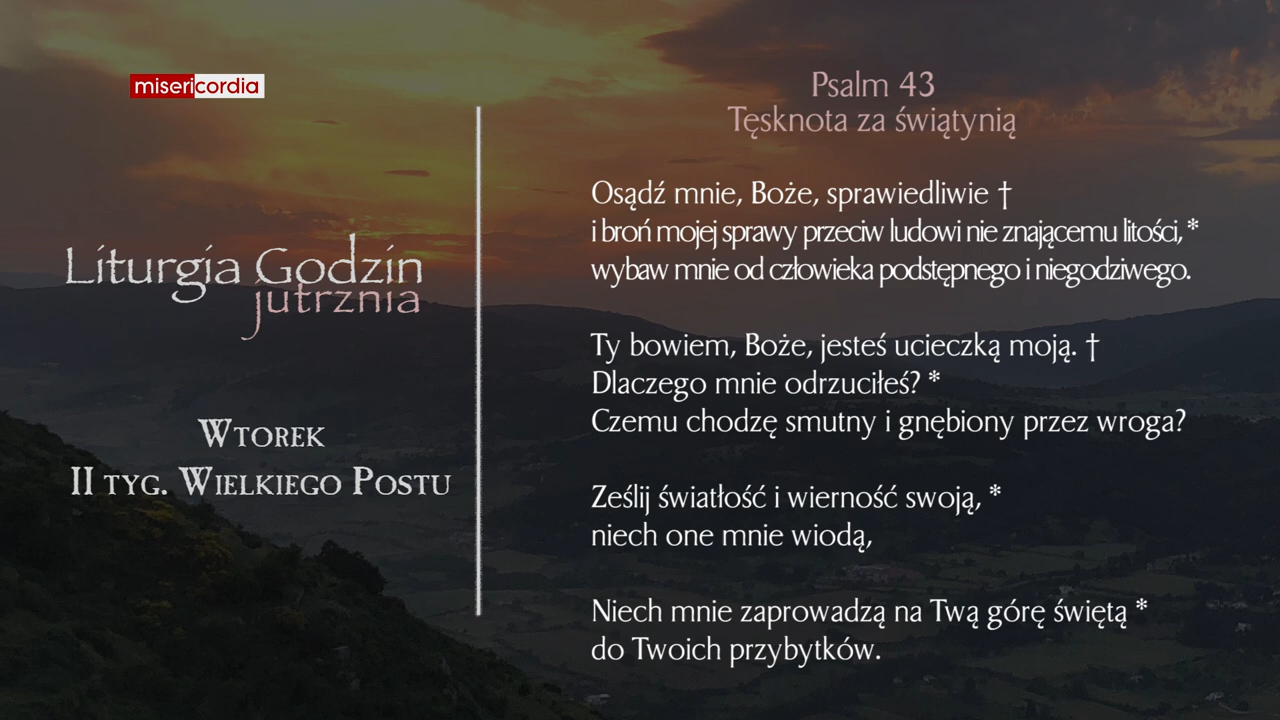 misericordia
Liturgia Godzin
jutrznia
Wtorek
II tyg. Wielkiego Postu
Psalm 43
Tęsknota za świątynią
Osądź mnie, Boże, sprawiedliwie †
i broń mojej sprawy przeciw ludowi nie znającemu litości, *
wybaw mnie od człowieka podstępnego i niegodziwego.
Ty bowiem, Boże, jesteś ucieczką moją. †
Dlaczego mnie odrzuciłeś? *
Czemu chodzę smutny i gnębiony przez wroga?
Ześlij światłość i wierność swoją, *
niech one mnie wiodą,
Niech mnie zaprowadzą na Twą górę świętą *
do Twoich przybytków.